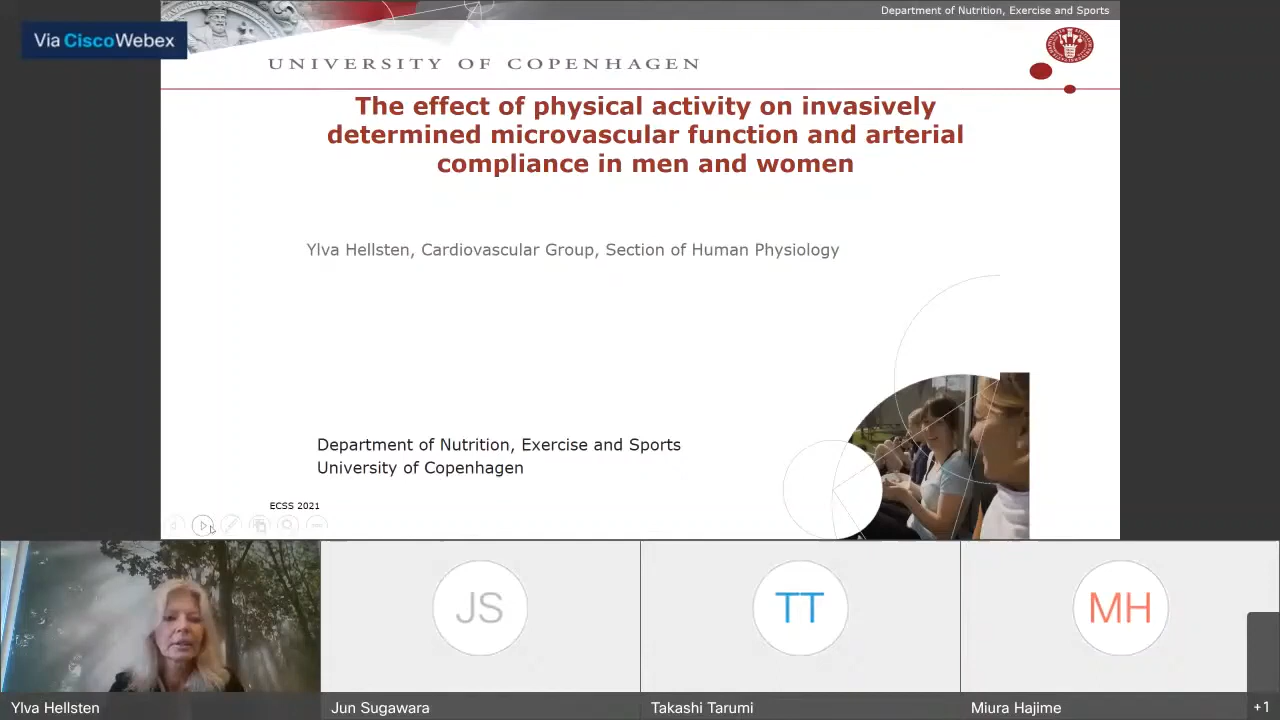 Department of Nutrition, Exercise and Sports
Via CiscoWebex
UNIVERSITY OF COPENHAGEN
The effect of physical activity on invasively
determined microvascular function and arterial
compliance in men and women
Ylva Hellsten, Cardiovascular Group, Section of Human Physiology
Department of Nutrition, Exercise and Sports
University of Copenhagen
ECSS 2021
JS
TT
MH
Ylva Hellsten
Jun Sugawara
Takashi Tarumi
Miura Hajime
+1